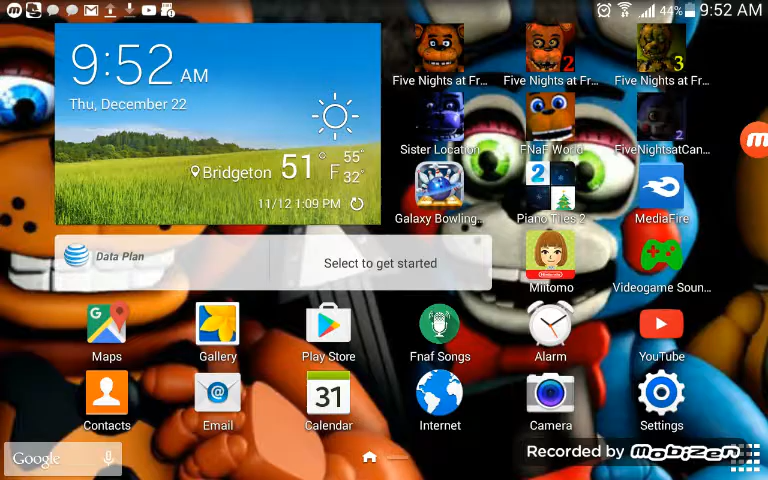 44% 9:52 AM
9:52 AM
Thu, December 22
Bridgeton 51° F 55° 32°
11/12 1:09 PM
Five Nights at Fr...
2
Five Nights at Fr...
3
Five Nights at Fr...
Sister Location
FNaF World
2
FiveNightsatCan...
Galaxy Bowling...
2
Piano Tiles 2
MediaFire
Data Plan
Select to get started
Nintendo
Miitomo
Videogame Soun...
G
Maps
Gallery
Play Store
Fnaf Songs
Alarm
YouTube
@
31
Contacts
Email
Calendar
Internet
Camera
Settings
Google
Recorded by Mobizen